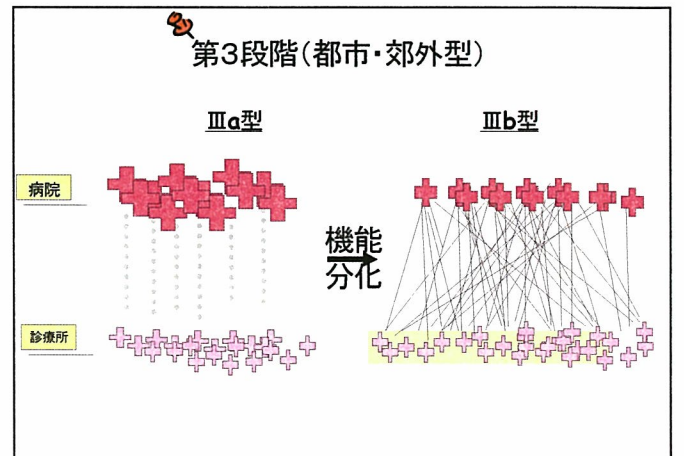 第3段階(都市・郊外型)
Ⅲa型
Ⅲb型
病院
機能
分化
診療所